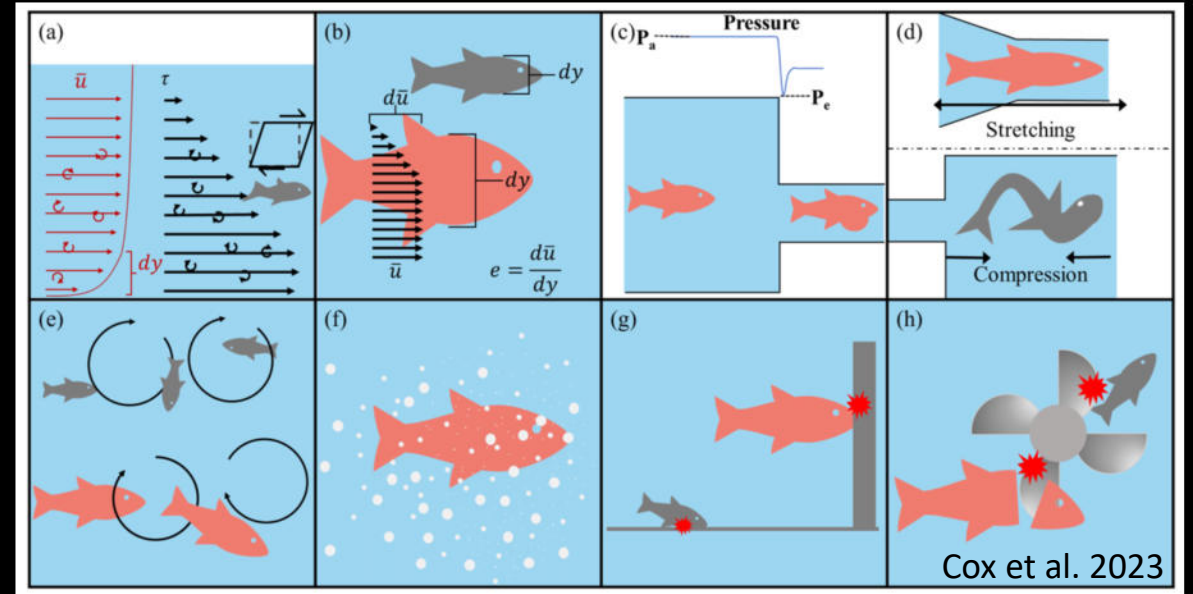 (a)
ū
τ
dy
(b)
dy
dū
dy
ū
e = dū/dy
(c)
Pressure
Pₐ
Pₑ
(d)
Stretching
Compression
(e)
(f)
(g)
(h)
Cox et al. 2023